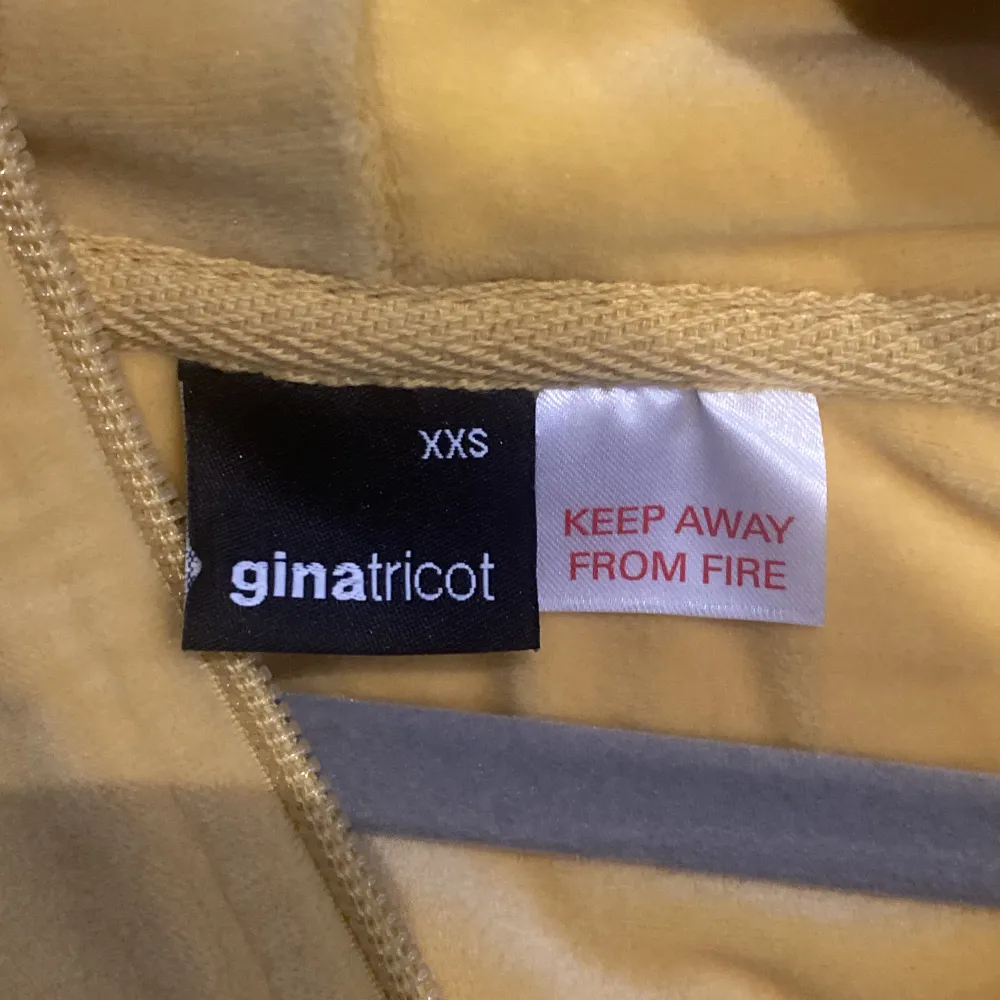 XXS
ginatricot
KEEP AWAY
FROM FIRE